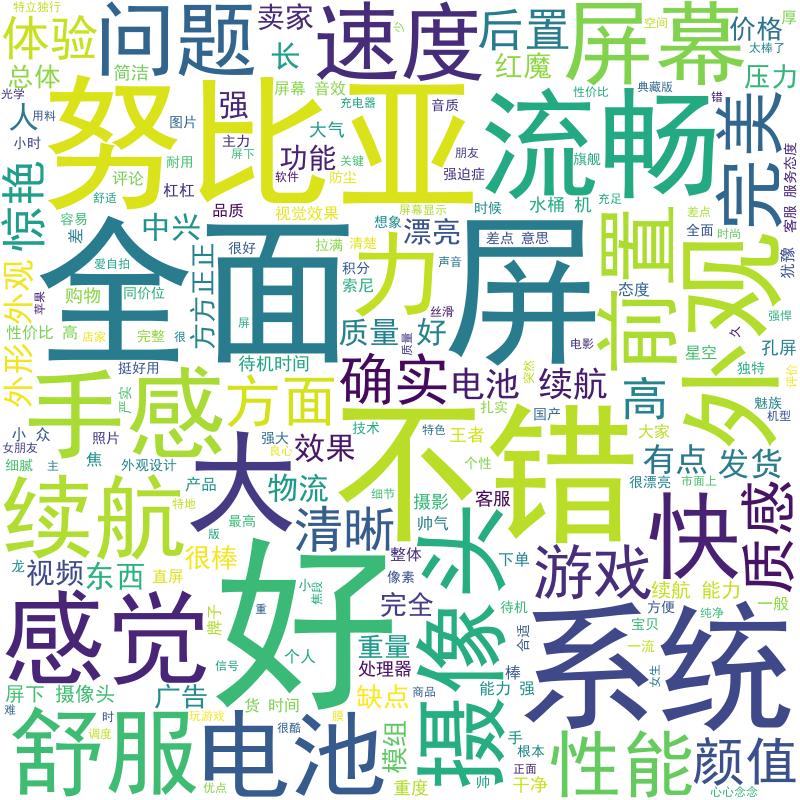 特立独行
体验
问题
卖家
速度
后置
屏幕
价格
厚
空间
太棒了
总体
简洁
长
红魔
压力
光学
用料
人
小时
努比亚
屏幕 音效
强
充电器
音质
性价比
典藏版
错
图片
主力
大气
流畅
完美
评论
耐用
屏下
功能
关键
朋友
强迫症
旗舰
软件
防尘
惊艳
舒适
杠杠
品质
视觉效果
想象
屏幕显示
时候
水桶 机
充足
差点
客服 服务态度
容易
差
中兴
很好
拉满
清楚
漂亮
差点 意思
全面
时尚
犹豫
全面屏
爱自拍
方方正正
积分
索尼
力
声音
前置
态度
外观
外形 外观
苹果
购物
同价位
屏
丝滑
久
强悍
性价比 高
店家
完整
很
质量 好
质量
电影
星空
孔屏
待机时间
挺好用
严实
手感
方面
确实
电池 续航
突然
高
独特
评价
小 众
照片
强大
技术
不错
扎实
国产
特色
王者
大家
魅族
机型
女朋友
细腻
主
焦
外观设计
良心
效果
大
个性
有点
发货
很漂亮
市面上
续航
产品
物流
细节
摄影
客服
快
质感
特地
版
最高
清晰
帅气
摄像头
龙
视频
东西
直屏
很棒
整体
像素
下单
游戏
续航 能力
一般
感觉
牌子
重
好
小
焦段
完全
待机
方便
宝贝
纯净
信号
个人
重量
处理器
合适
系统
一流
女生
棒
屏下 摄像头
广告
货 时间
缺点
商品
能力 强
难
时
玩游戏
膜
舒服
调度
电池
很酷
模组
手
根本
性能
颜值
优点
重度
帅
正面
干净
心心念念